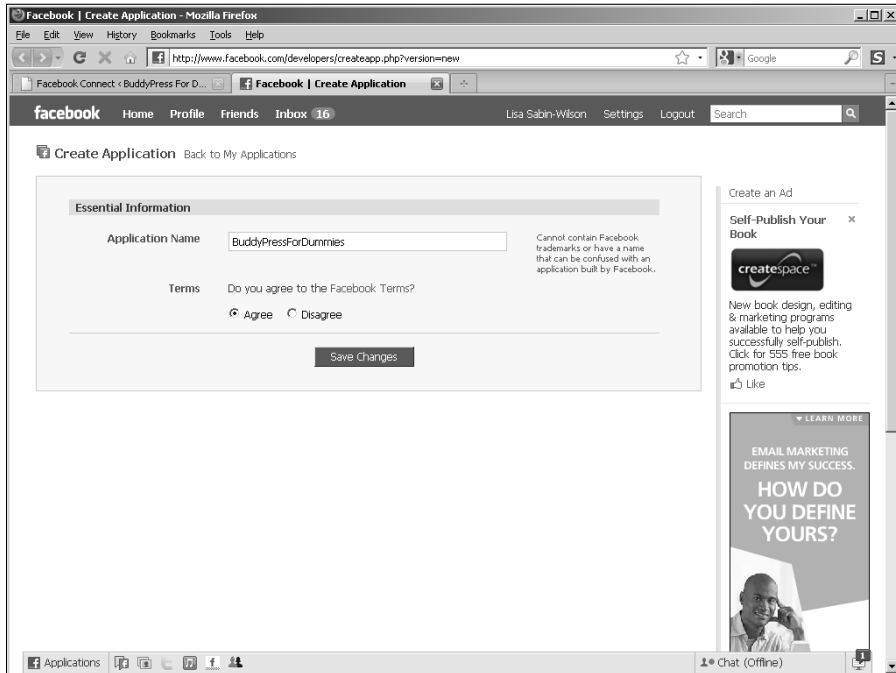 Facebook | Create Application - Mozilla Firefox
File Edit View History Bookmarks Tools Help
http://www.facebook.com/developers/createapp.php?version=new
Google
Facebook Connect ‹ BuddyPress For D...
Facebook | Create Application
facebook Home Profile Friends Inbox 16 Lisa Sabin-Wilson Settings Logout Search
Create Application Back to My Applications
Essential Information
Application Name BuddyPressForDummies
Cannot contain Facebook
trademarks or have a name
that can be confused with an
application built by Facebook.
Terms Do you agree to the Facebook Terms?
Agree Disagree
Save Changes
Create an Ad
Self-Publish Your
Book
createspace™
New book design, editing
& marketing programs
available to help you
successfully self-publish.
Click for 555 free book
promotion tips.
Like
LEARN MORE
EMAIL MARKETING
DEFINES MY SUCCESS.
HOW DO
YOU DEFINE
YOURS?
Applications
Chat (Offline)
1